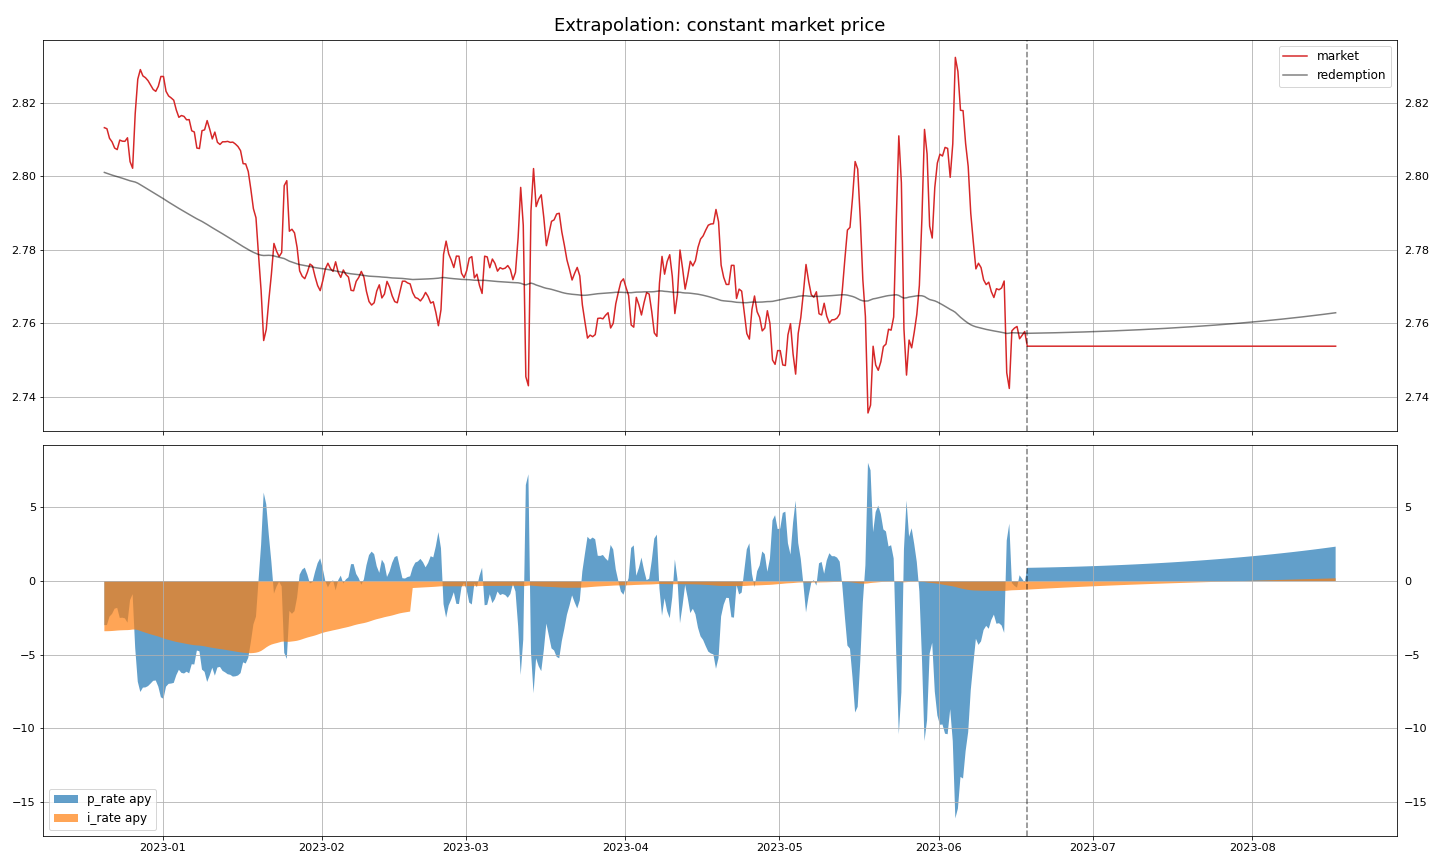 Extrapolation: constant market price
market
redemption
2.82 2.82
2.80 2.80
2.78 2.78
2.76 2.76
2.74 2.74
5 5
0 0
−5 −5
−10 −10
−15 −15
p_rate apy
i_rate apy
2023-01 2023-02 2023-03 2023-04 2023-05 2023-06 2023-07 2023-08